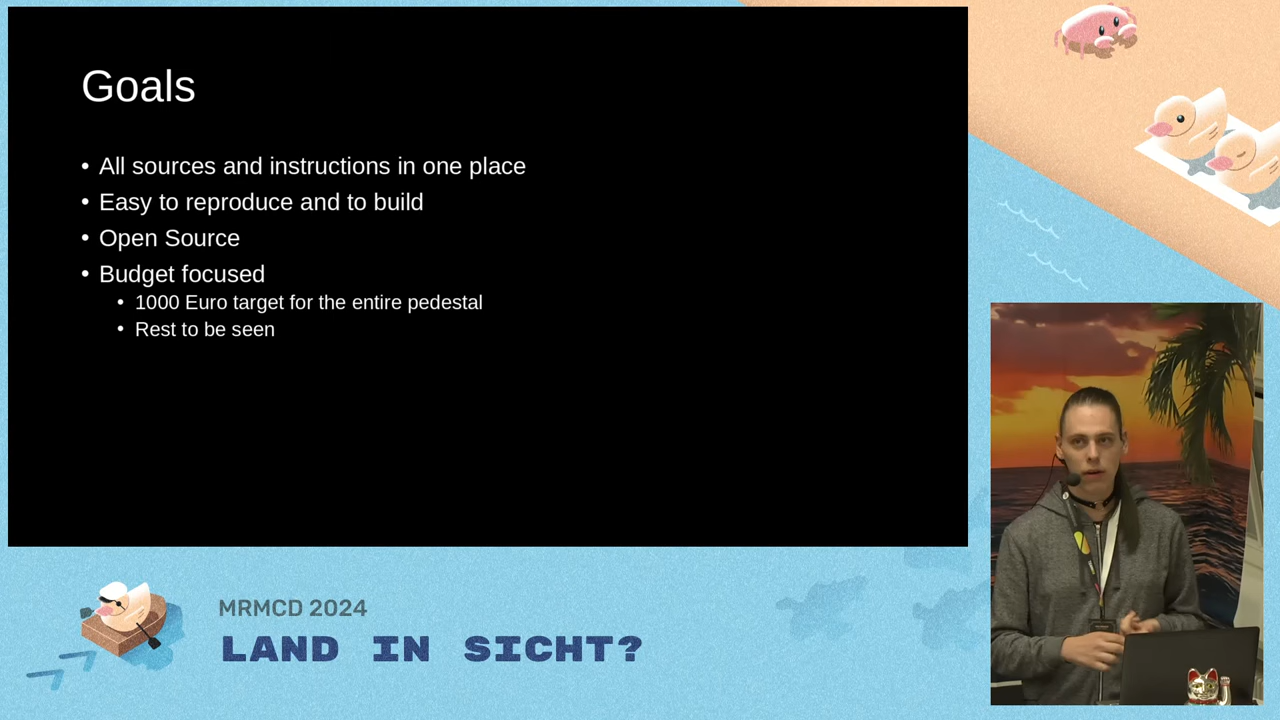 Goals
• All sources and instructions in one place
• Easy to reproduce and to build
• Open Source
• Budget focused
• 1000 Euro target for the entire pedestal
• Rest to be seen
MRMCD 2024
LAND IN SICHT?